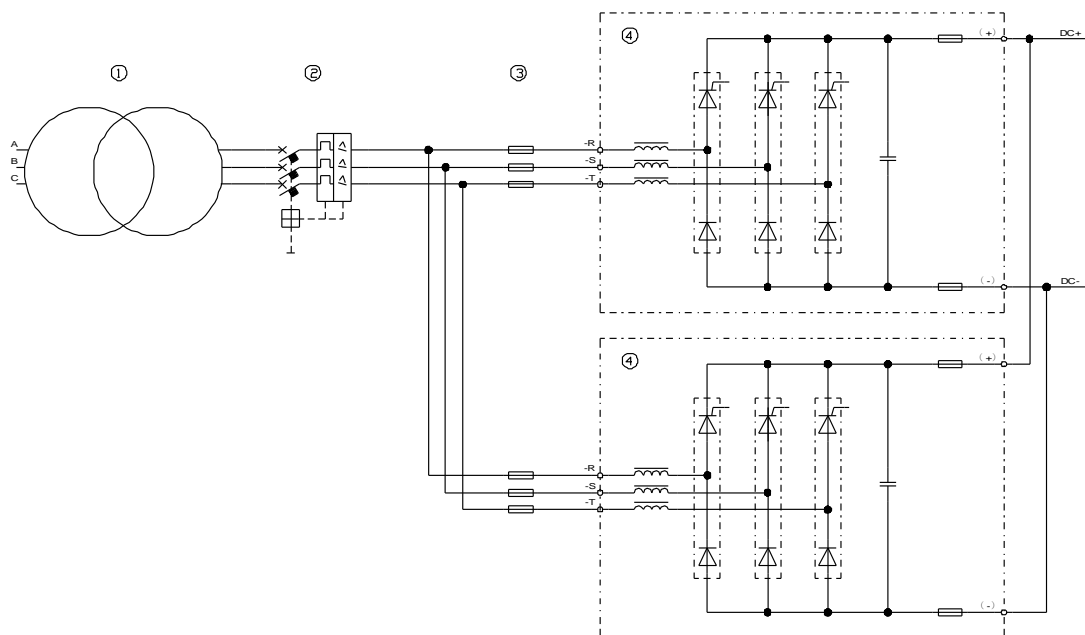 ①
②
③
④
(+)
DC+
A
B
C
-R
-S
-T
(-)
DC-
④
(+)
-R
-S
-T
(-)